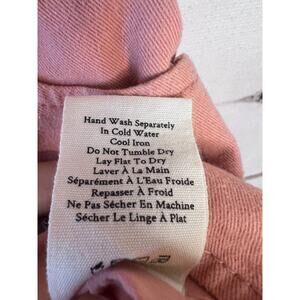 Hand Wash Separately
In Cold Water
Cool Iron
Do Not Tumble Dry
Lay Flat To Dry
Laver À La Main
Séparément À L'Eau Froide
Repasser À Froid
Ne Pas Sécher En Machine
Sécher Le Linge À Plat